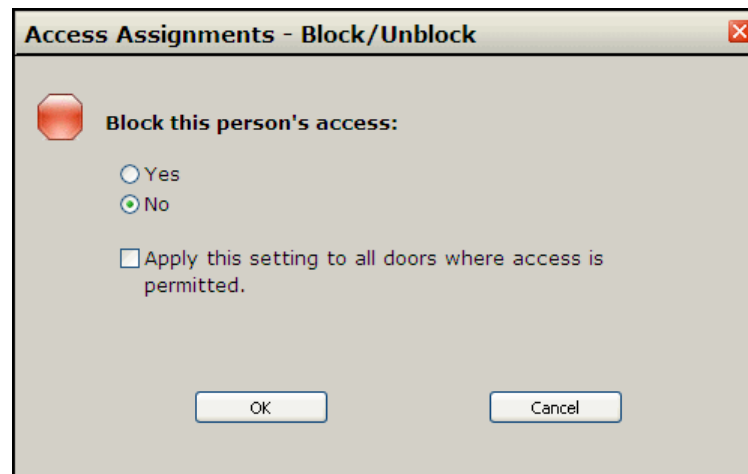 Access Assignments - Block/Unblock
Block this person's access:
Yes
No
Apply this setting to all doors where access is
permitted.
OK
Cancel